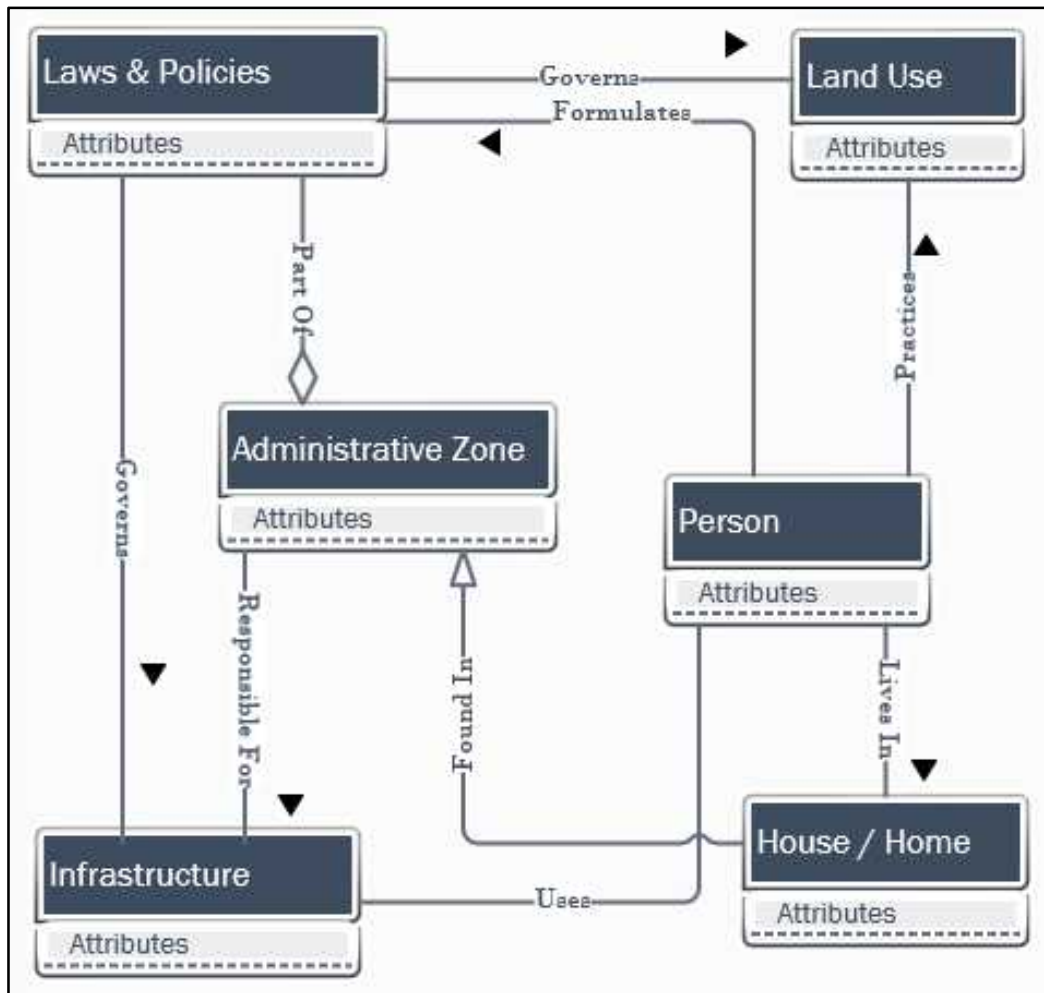 Laws & Policies
Attributes
Governs
Formulates
Land Use
Attributes
Part Of
Practices
Governs
Administrative Zone
Attributes
Person
Attributes
Responsible For
Found In
Lives In
Infrastructure
Attributes
Uses
House / Home
Attributes